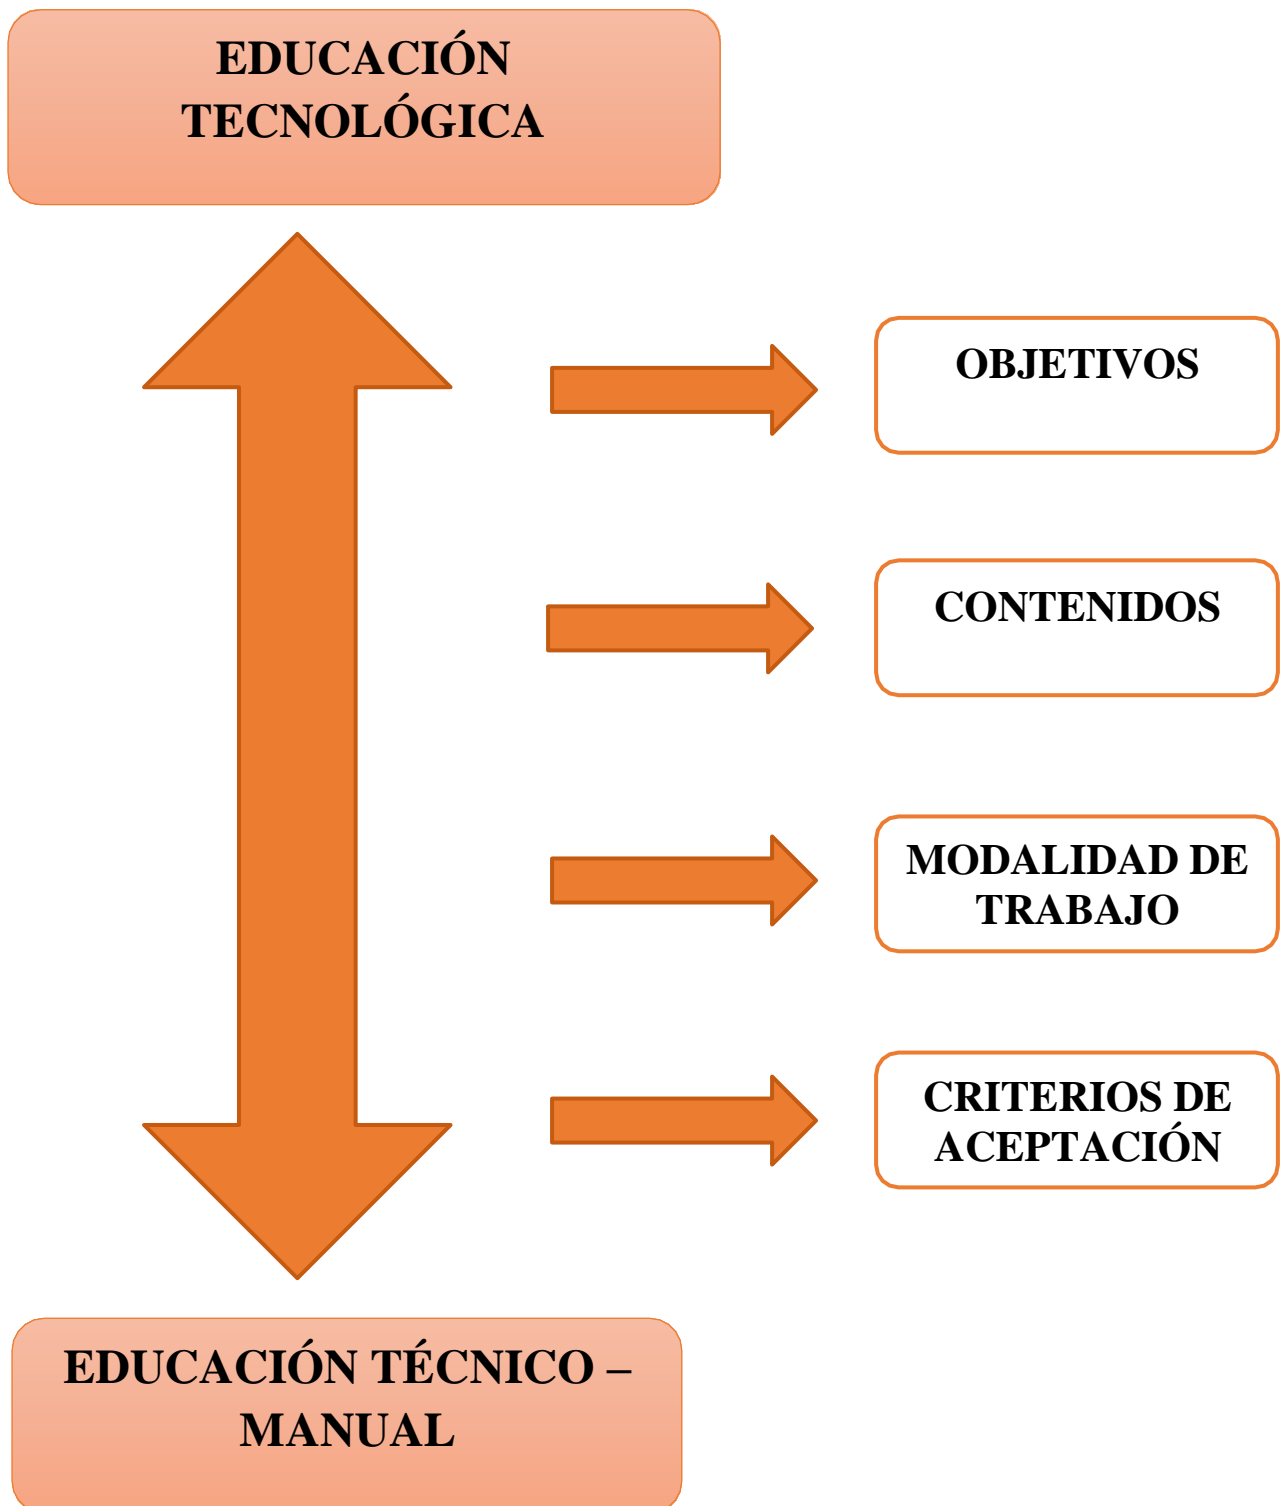 EDUCACIÓN
TECNOLÓGICA
OBJETIVOS
CONTENIDOS
MODALIDAD DE
TRABAJO
CRITERIOS DE
ACEPTACIÓN
EDUCACIÓN TÉCNICO –
MANUAL